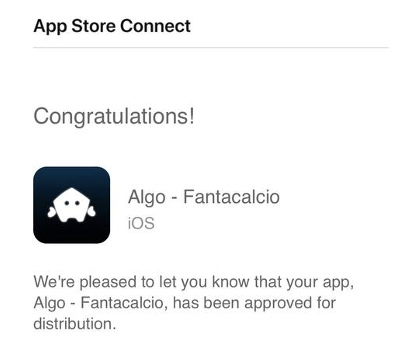 App Store Connect
Congratulations!
Algo - Fantacalcio
iOS
We're pleased to let you know that your app,
Algo - Fantacalcio, has been approved for
distribution.